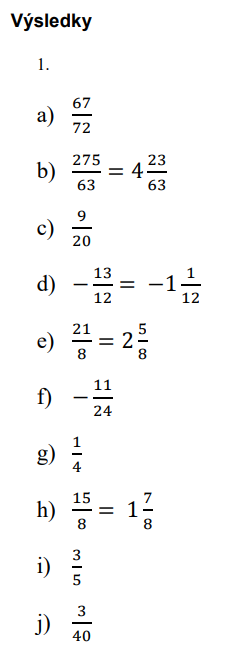 Výsledky
1.
a) 67/72
b) 275/63 = 4 23/63
c) 9/20
d) − 13/12 = −1 1/12
e) 21/8 = 2 5/8
f) − 11/24
g) 1/4
h) 15/8 = 1 7/8
i) 3/5
j) 3/40